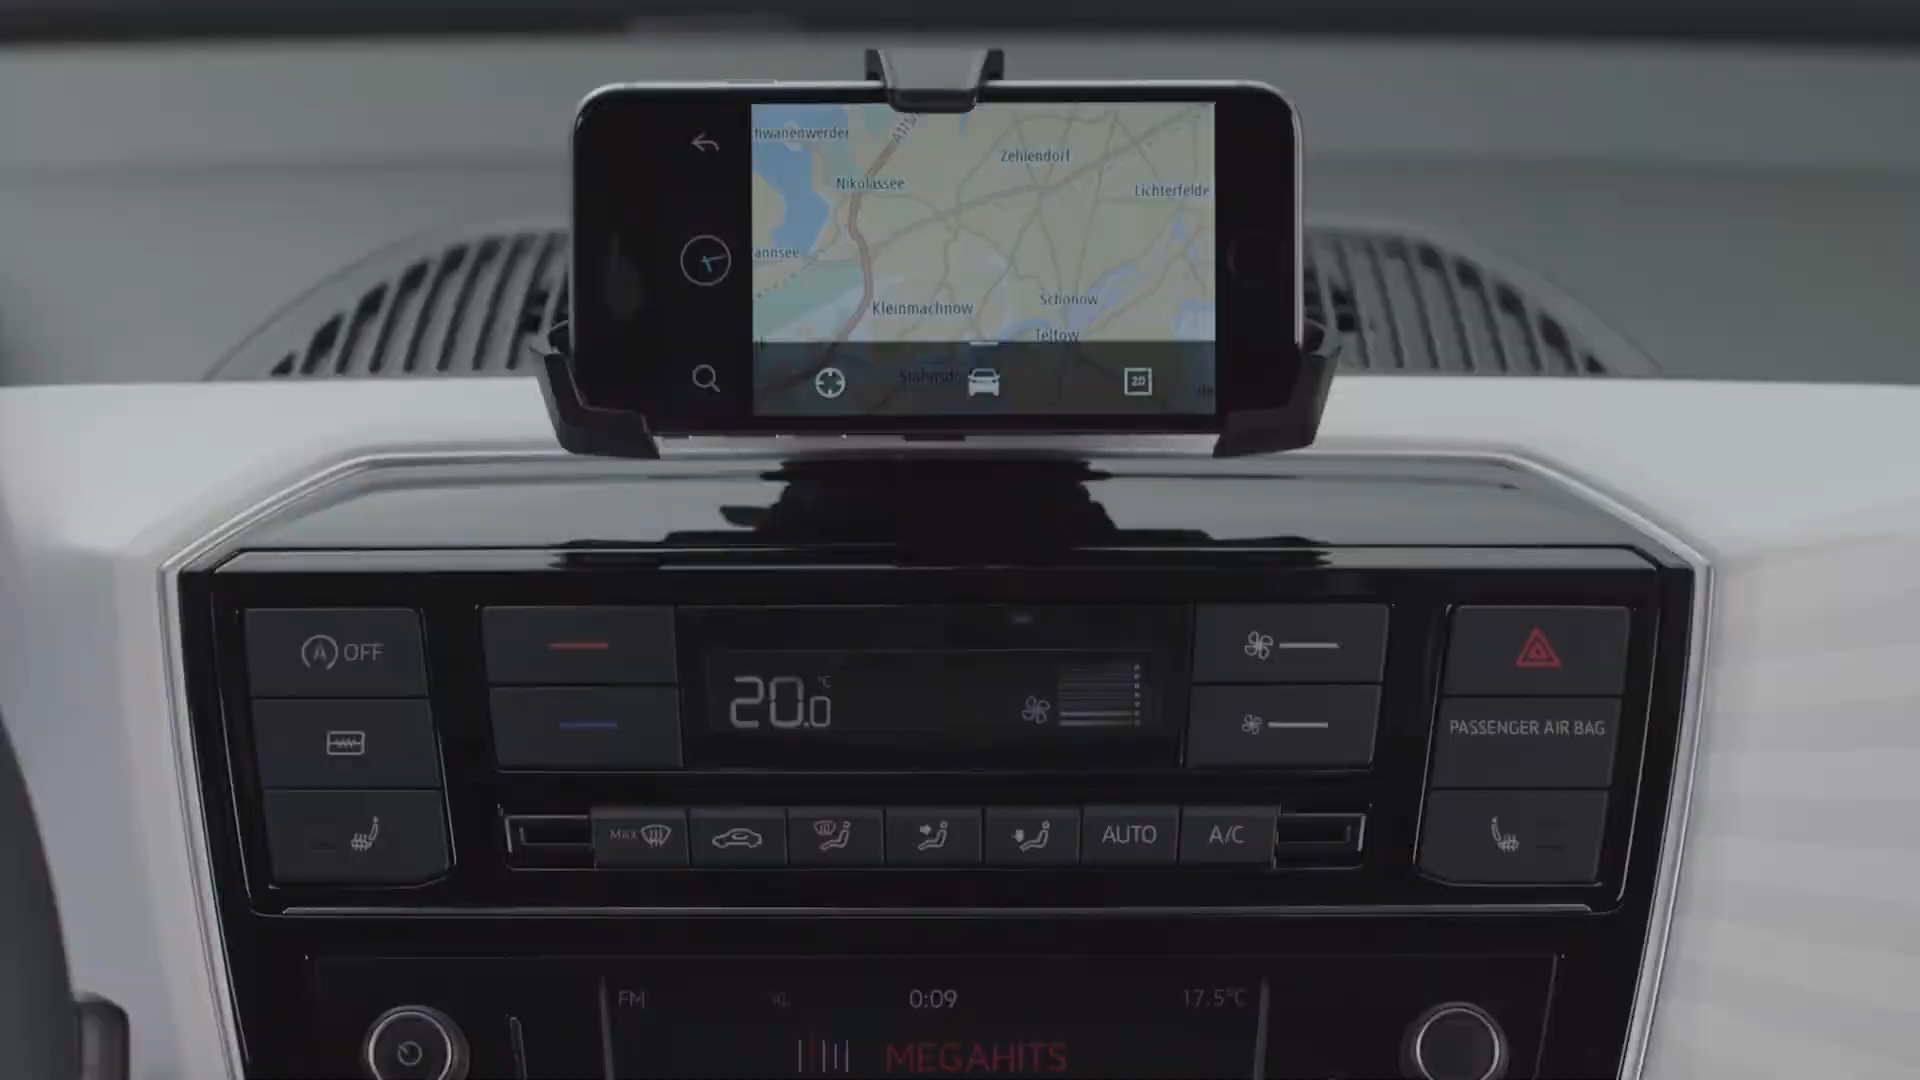 hwanenwerder
Zehlendorf
Nikolassee
Lichterfelde
annsee
Schönow
Kleinmachnow
Teltow
2D
A OFF
20.0 °C
PASSENGER AIR BAG
MAX
AUTO
A/C
FM
0:09
17.5°C
MEGAHITS